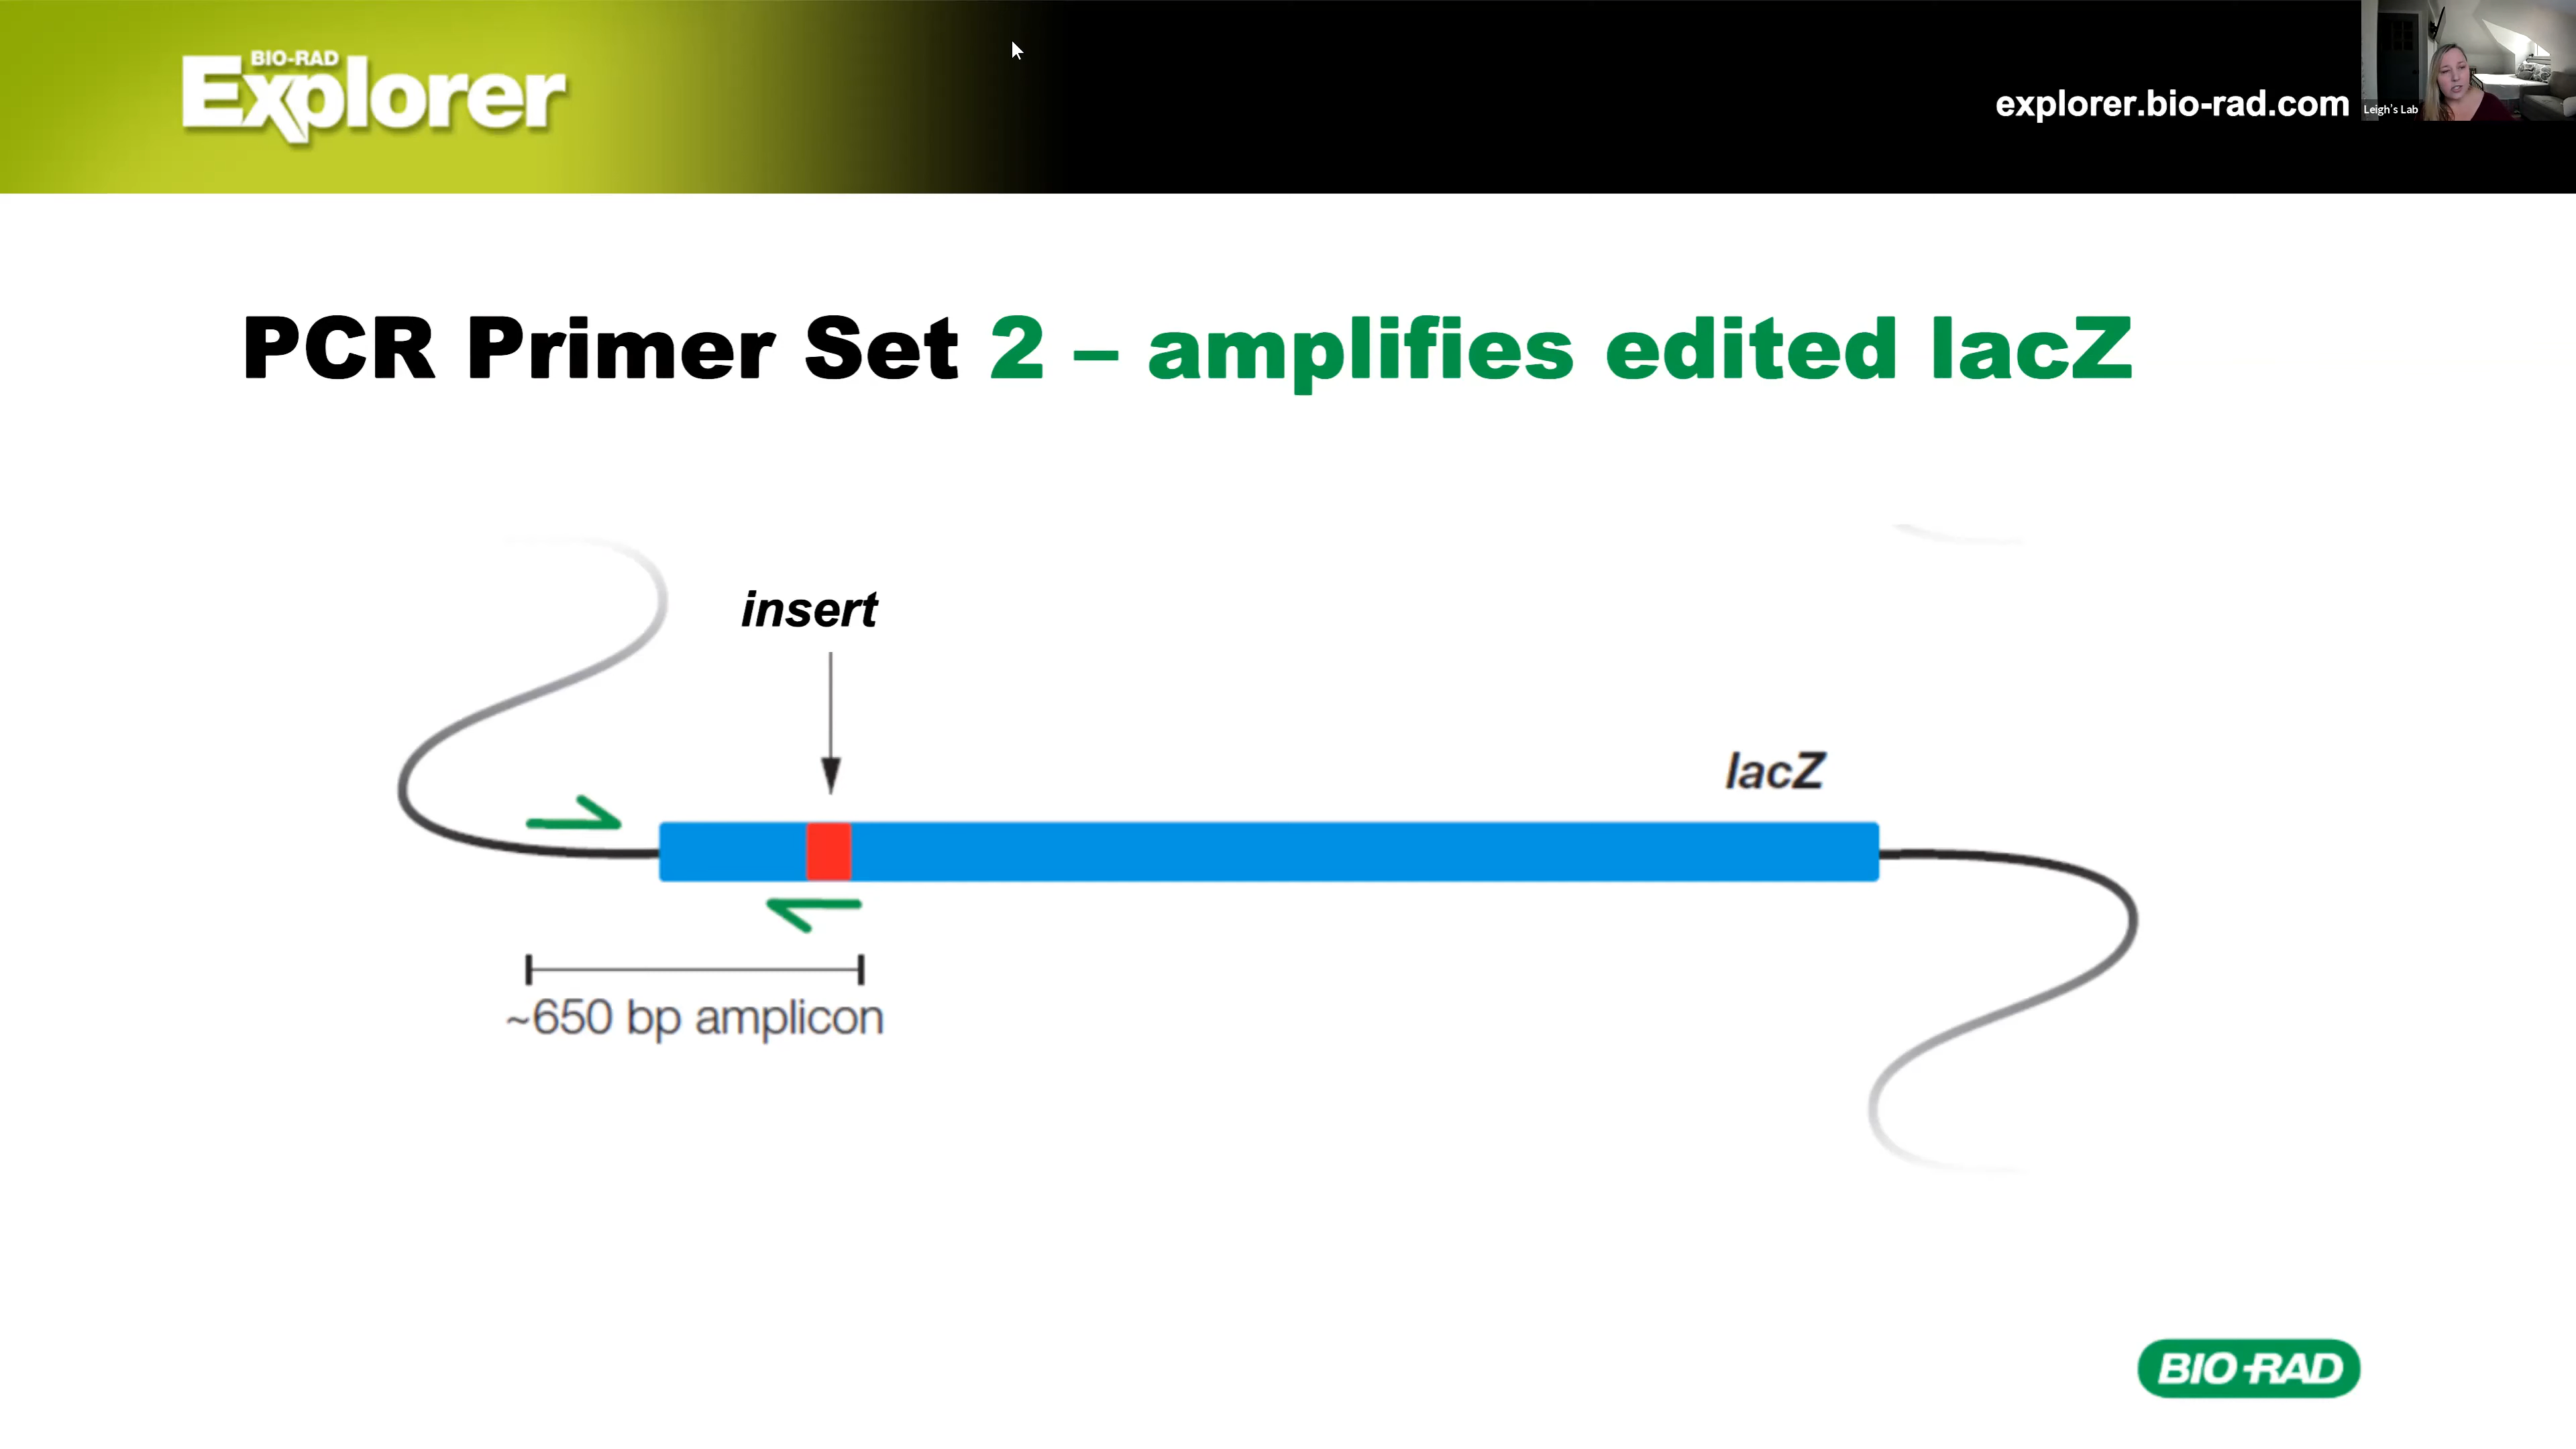 BIO-RAD
Explorer
explorer.bio-rad.com
Leigh's Lab
PCR Primer Set 2 – amplifies edited lacZ
insert
lacZ
~650 bp amplicon
BIO-RAD